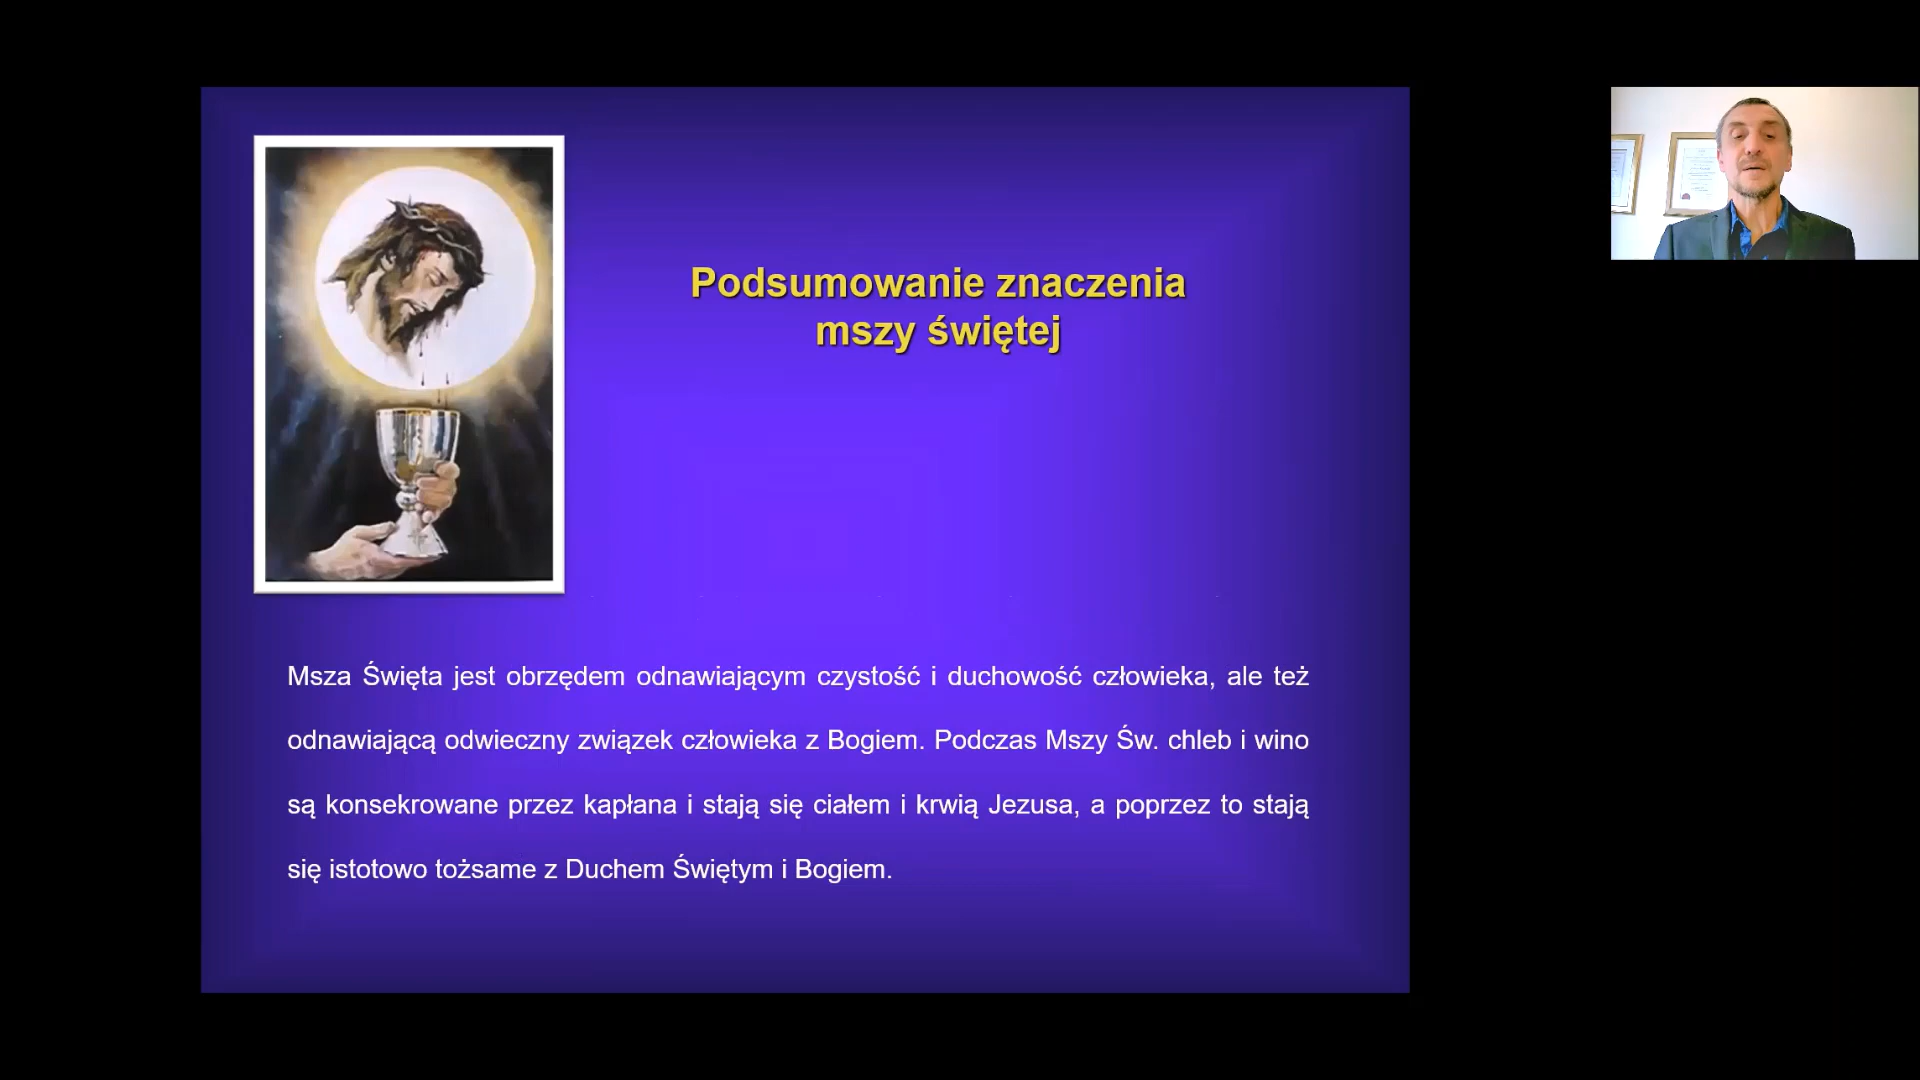 Podsumowanie znaczenia
mszy świętej
Msza Święta jest obrzędem odnawiającym czystość i duchowość człowieka, ale też
odnawiającą odwieczny związek człowieka z Bogiem. Podczas Mszy Św. chleb i wino
są konsekrowane przez kapłana i stają się ciałem i krwią Jezusa, a poprzez to stają
się istotowo tożsame z Duchem Świętym i Bogiem.